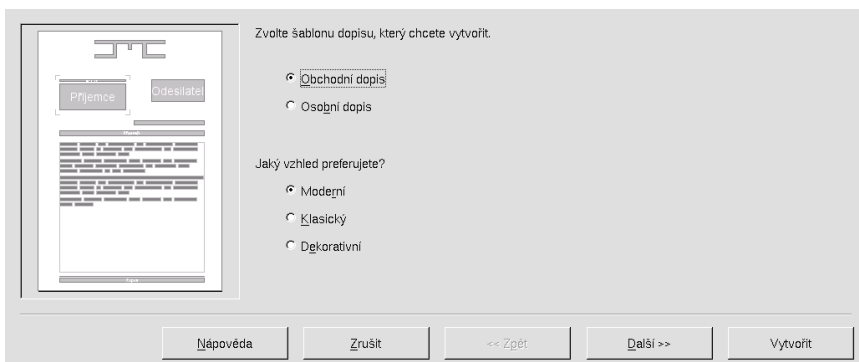 Zvolte šablonu dopisu, který chcete vytvořit.
Obchodní dopis
Osobní dopis
Jaký vzhled preferujete?
Moderní
Klasický
Dekorativní
Příjemce
Odesilatel
Nápověda
Zrušit
<< Zpět
Další >>
Vytvořit